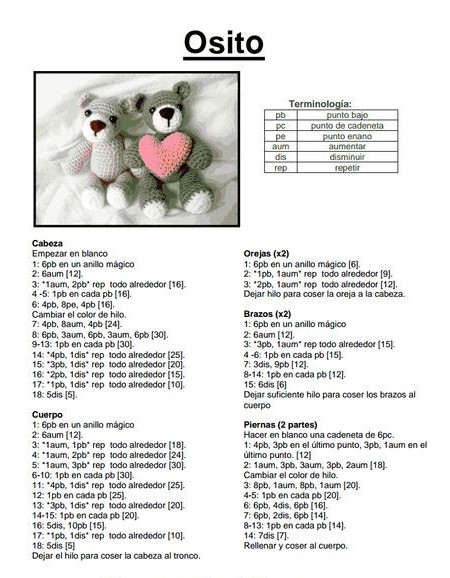 Osito
Terminología:
pb punto bajo
pc punto de cadeneta
pe punto enano
aum aumentar
dis disminuir
rep repetir
Cabeza
Empezar en blanco
1: 6pb en un anillo mágico
2: 6aum [12].
3: *1aum, 2pb* rep todo alrededor [16].
4 -5: 1pb en cada pb [16].
6: 4pb, 8pe, 4pb [16].
Cambiar el color de hilo.
7: 4pb, 8aum, 4pb [24].
8: 6pb, 3aum, 6pb, 3aum, 6pb [30].
9-13: 1pb en cada pb [30].
14: *4pb, 1dis* rep todo alrededor [25].
15: *3pb, 1dis* rep todo alrededor [20].
16: *2pb, 1dis* rep todo alrededor [15].
17: *1pb, 1dis* rep todo alrededor [10].
18: 5dis [5].
Cuerpo
1: 6pb en un anillo mágico
2: 6aum [12].
3: *1aum, 1pb* rep todo alrededor [18].
4: *1aum, 2pb* rep todo alrededor [24].
5: *1aum, 3pb* rep todo alrededor [30].
6-10: 1pb en cada pb [30].
11: *4pb, 1dis* rep todo alrededor [25].
12: 1pb en cada pb [25].
13: *3pb, 1dis* rep todo alrededor [20].
14-15: 1pb en cada pb [20].
16: 5dis, 10pb [15].
17: *1pb, 1dis* rep todo alrededor [10].
18: 5dis [5]
Dejar el hilo para coser la cabeza al tronco.
Orejas (x2)
1: 6pb en un anillo mágico [6].
2: *1pb, 1aum* rep todo alrededor [9].
3: *2pb, 1aum* rep todo alrededor [12].
Dejar hilo para coser la oreja a la cabeza.
Brazos (x2)
1: 6pb en un anillo mágico
2: 6aum [12].
3: *3pb, 1aum* rep todo alrededor [15].
4 -6: 1pb en cada pb [15].
7: 3dis, 9pb [12].
8-14: 1pb en cada pb [12].
15: 6dis [6]
Dejar suficiente hilo para coser los brazos al
cuerpo
Piernas (2 partes)
Hacer en blanco una cadeneta de 6pc.
1: 4pb, 3pb en el último punto, 3pb, 1aum en el
último punto. [12]
2: 1aum, 3pb, 3aum, 3pb, 2aum [18].
Cambiar el color de hilo.
3: 8pb, 1aum, 8pb, 1aum [20].
4-5: 1pb en cada pb [20].
6: 6pb, 4dis, 6pb [16].
7: 6pb, 2dis, 6pb [14].
8-13: 1pb en cada pb [14].
14: 7dis [7].
Rellenar y coser al cuerpo.